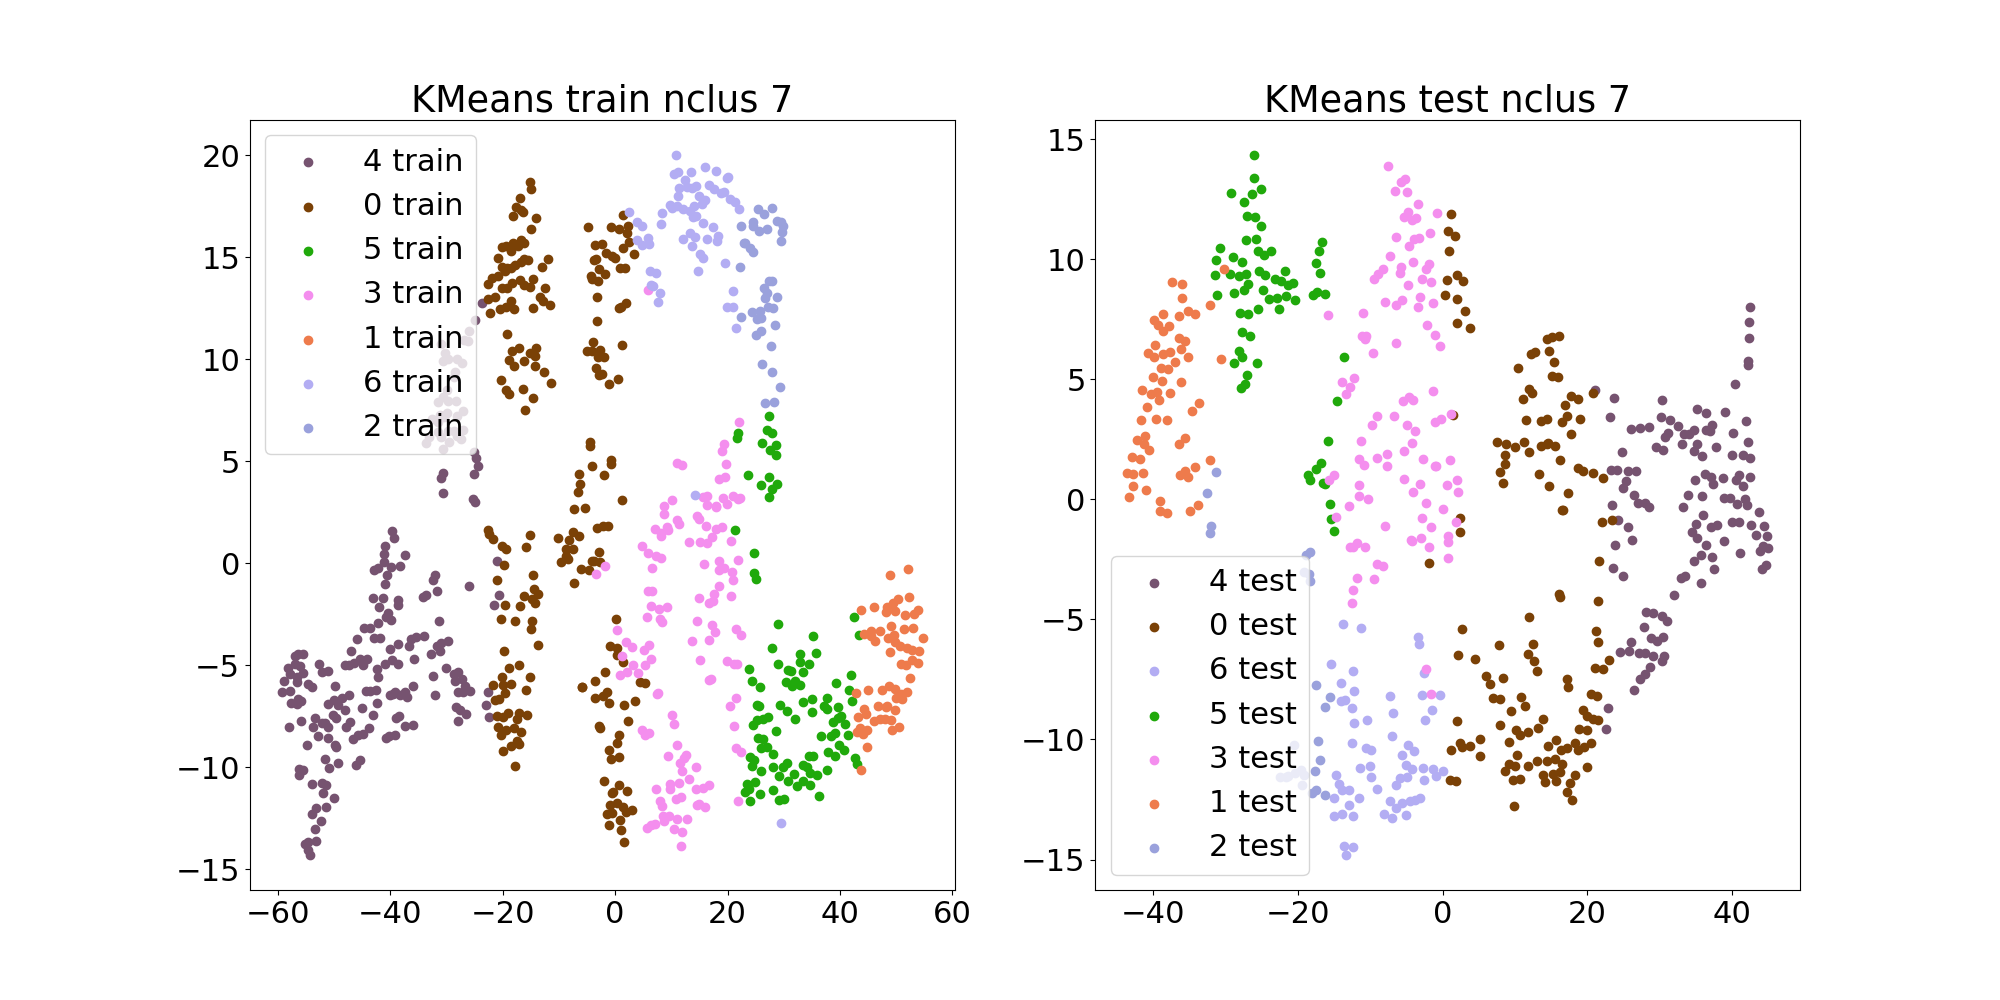 KMeans train nclus 7
20
15
10
5
0
−5
−10
−15
−60
−40
−20
0
20
40
60
4 train
0 train
5 train
3 train
1 train
6 train
2 train
KMeans test nclus 7
15
10
5
0
−5
−10
−15
−40
−20
0
20
40
4 test
0 test
6 test
5 test
3 test
1 test
2 test